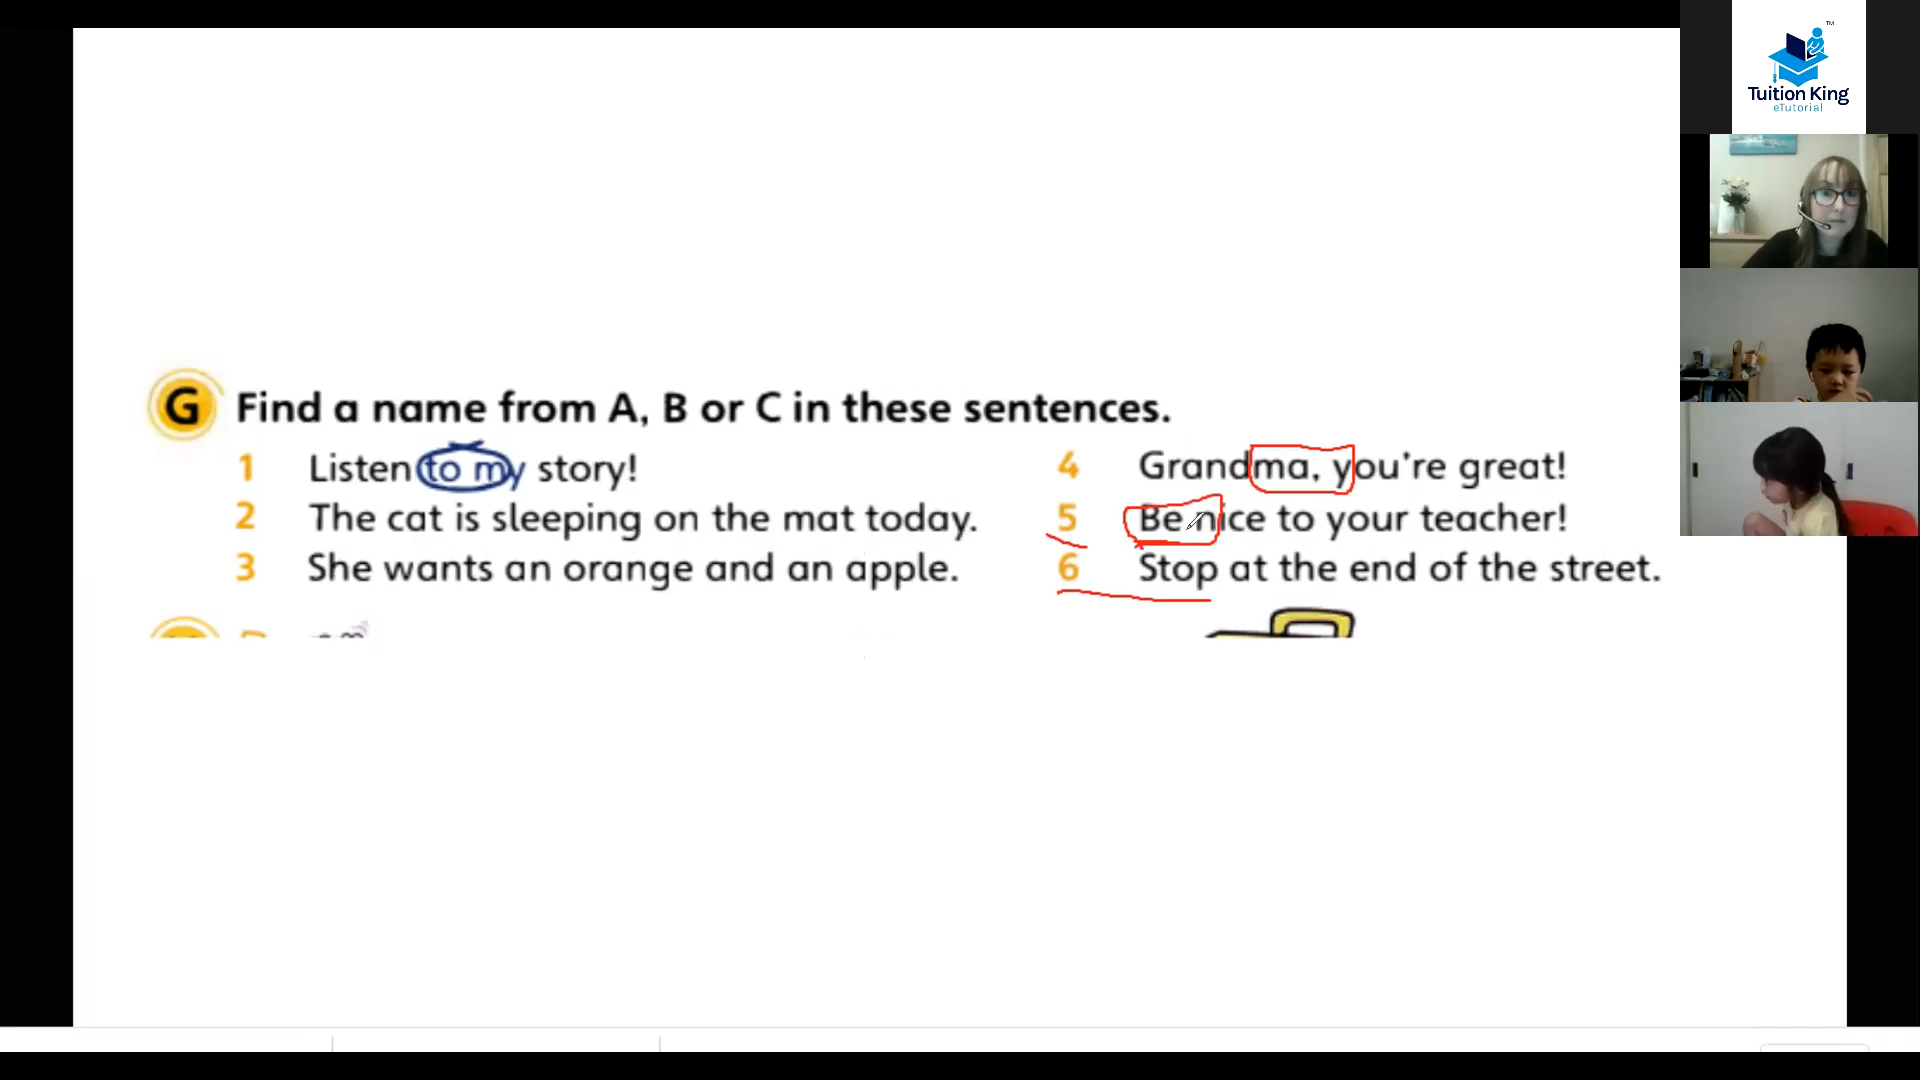 TM
Tuition King
eTutorial
G Find a name from A, B or C in these sentences.
1 Listen to my story!
2 The cat is sleeping on the mat today.
3 She wants an orange and an apple.
4 Grandma, you're great!
5 Be nice to your teacher!
6 Stop at the end of the street.